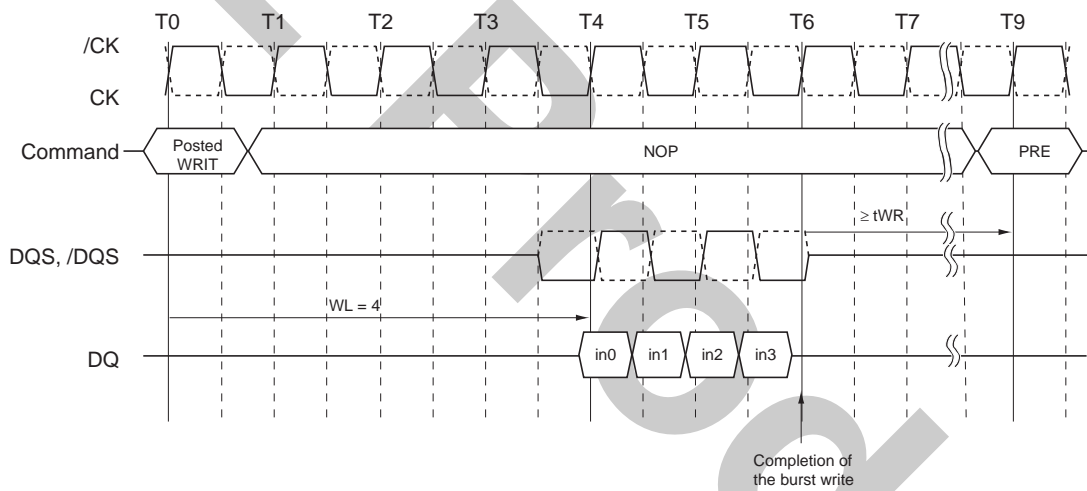 T0 T1 T2 T3 T4 T5 T6 T7 T9
/CK
CK
Command
Posted
WRIT
NOP
PRE
≥ tWR
DQS, /DQS
WL = 4
DQ
in0 in1 in2 in3
Completion of
the burst write